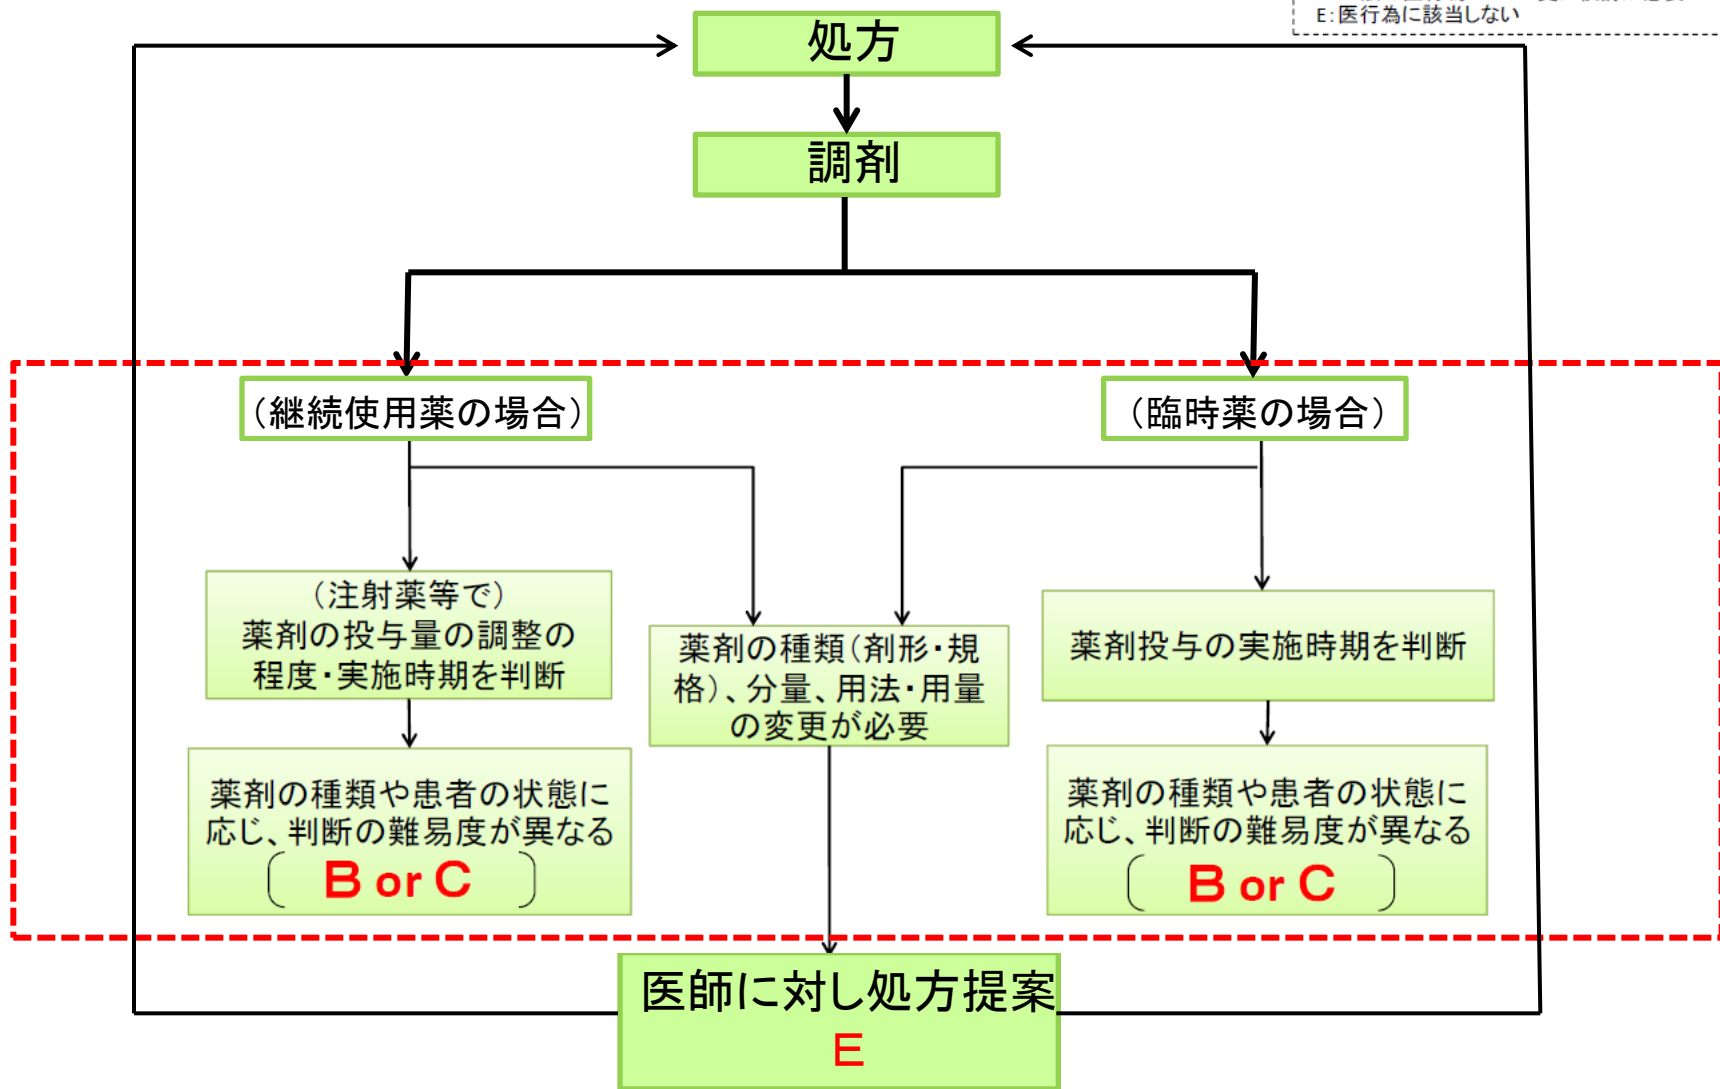 E:医行為に該当しない
処方
調剤
（継続使用薬の場合）
（臨時薬の場合）
（注射薬等で）
薬剤の投与量の調整の
程度・実施時期を判断
薬剤の種類（剤形・規
格）、分量、用法・用量
の変更が必要
薬剤投与の実施時期を判断
薬剤の種類や患者の状態に
応じ、判断の難易度が異なる
B or C
薬剤の種類や患者の状態に
応じ、判断の難易度が異なる
B or C
医師に対し処方提案
E